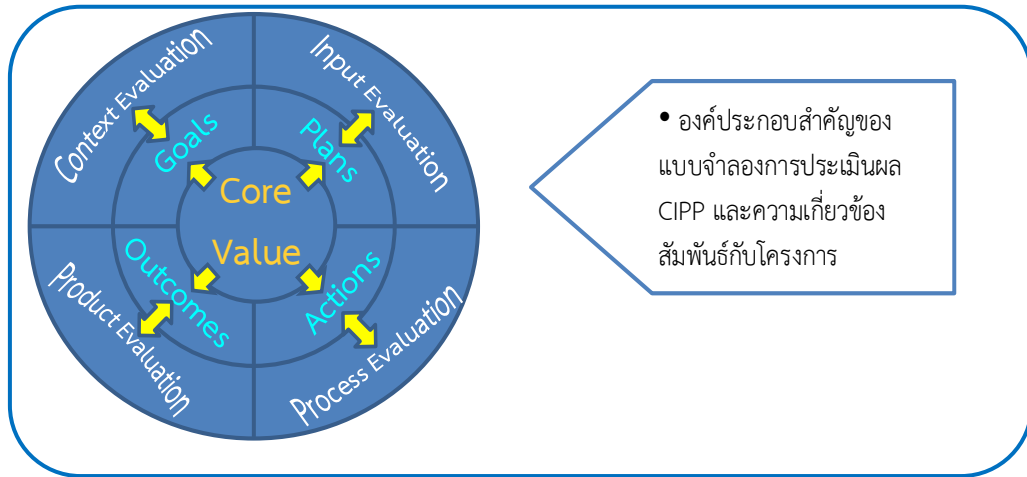 Context Evaluation
Input Evaluation
Goals
Plans
Core
Value
Outcomes
Actions
Product Evaluation
Process Evaluation
• องค์ประกอบสำคัญของ
แบบจำลองการประเมินผล
CIPP และความเกี่ยวข้อง
สัมพันธ์กับโครงการ